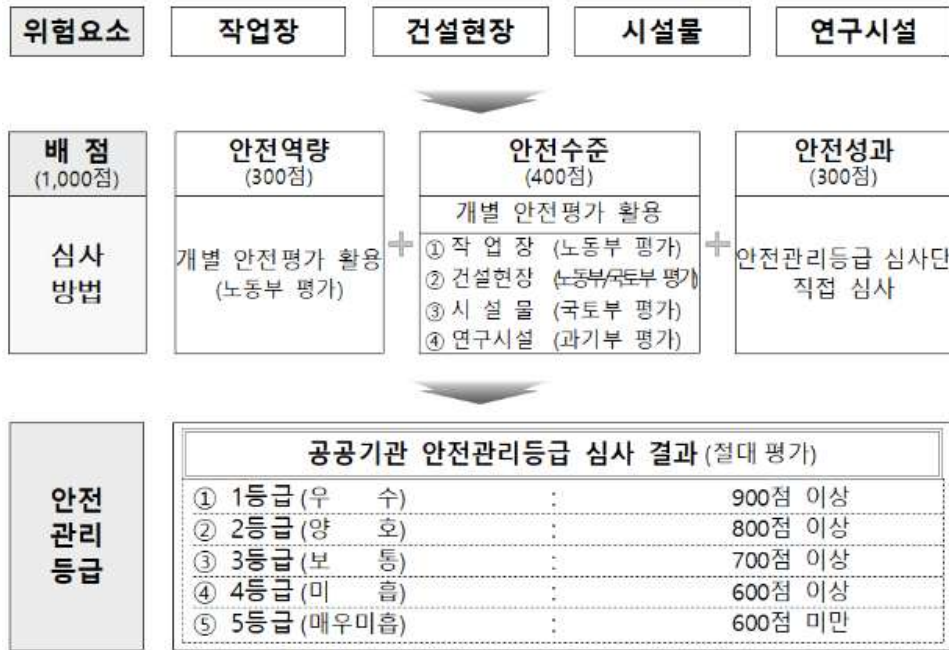 위험요소 작업장 건설현장 시설물 연구시설
배 점 안전역량 안전수준 안전성과
(1,000점) (300점) (400점) (300점)
심사
방법
개별 안전평가 활용
(노동부 평가)
+
개별 안전평가 활용
① 작 업 장 (노동부 평가)
② 건설현장 (노동부/국토부 평가)
③ 시 설 물 (국토부 평가)
④ 연구시설 (과기부 평가)
+
안전관리등급 심사단
직접 심사
안전
관리
등급
공공기관 안전관리등급 심사 결과 (절대 평가)
① 1등급 (우 수) : 900점 이상
② 2등급 (양 호) : 800점 이상
③ 3등급 (보 통) : 700점 이상
④ 4등급 (미 흡) : 600점 이상
⑤ 5등급 (매우미흡) : 600점 미만